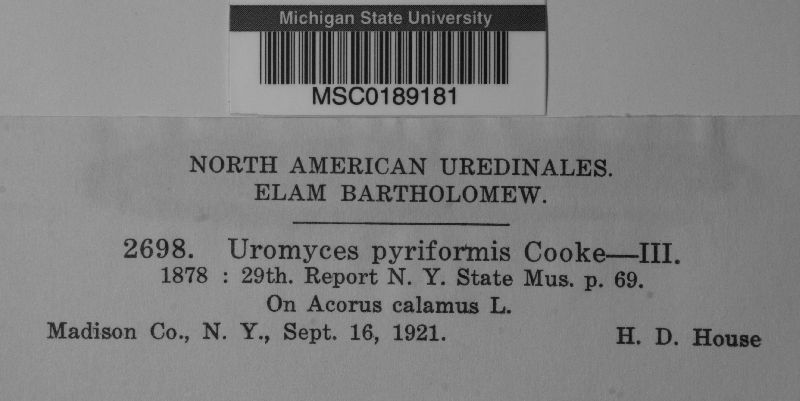 Michigan State University
MSC0189181
NORTH AMERICAN UREDINALES.
ELAM BARTHOLOMEW.
2698. Uromyces pyriformis Cooke—III.
1878 : 29th. Report N. Y. State Mus. p. 69.
On Acorus calamus L.
Madison Co., N. Y., Sept. 16, 1921. H. D. House